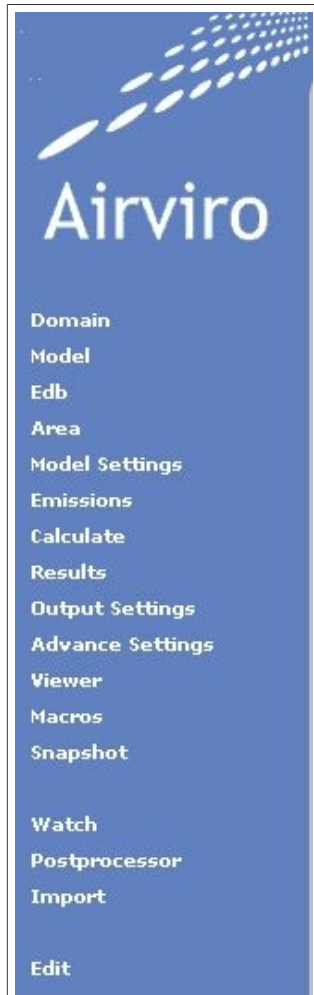 Airviro
Domain
Model
Edb
Area
Model Settings
Emissions
Calculate
Results
Output Settings
Advance Settings
Viewer
Macros
Snapshot
Watch
Postprocessor
Import
Edit